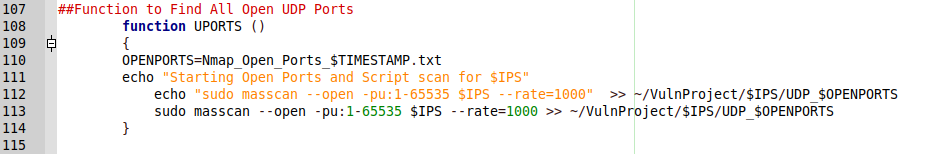 107 ##Function to Find All Open UDP Ports
108 function UPORTS ()
109 {
110 OPENPORTS=Nmap_Open_Ports_$TIMESTAMP.txt
111 echo "Starting Open Ports and Script scan for $IPS"
112 echo "sudo masscan --open -pu:1-65535 $IPS --rate=1000" >> ~/VulnProject/$IPS/UDP_$OPENPORTS
113 sudo masscan --open -pu:1-65535 $IPS --rate=1000 >> ~/VulnProject/$IPS/UDP_$OPENPORTS
114 }
115